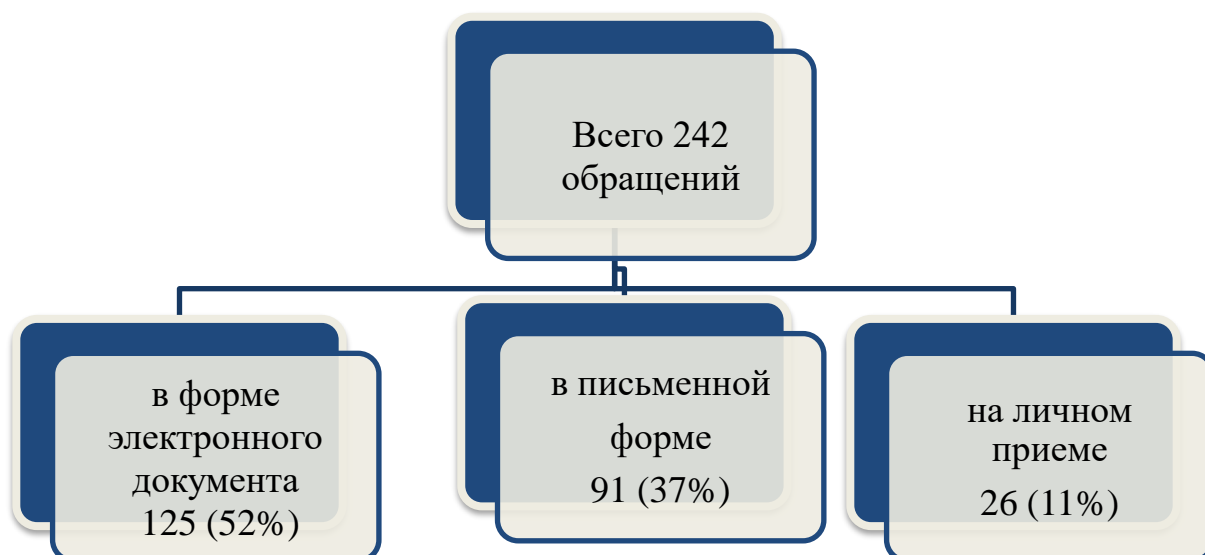 Всего 242
обращений
в форме
электронного
документа
125 (52%)
в письменной
форме
91 (37%)
на личном
приеме
26 (11%)